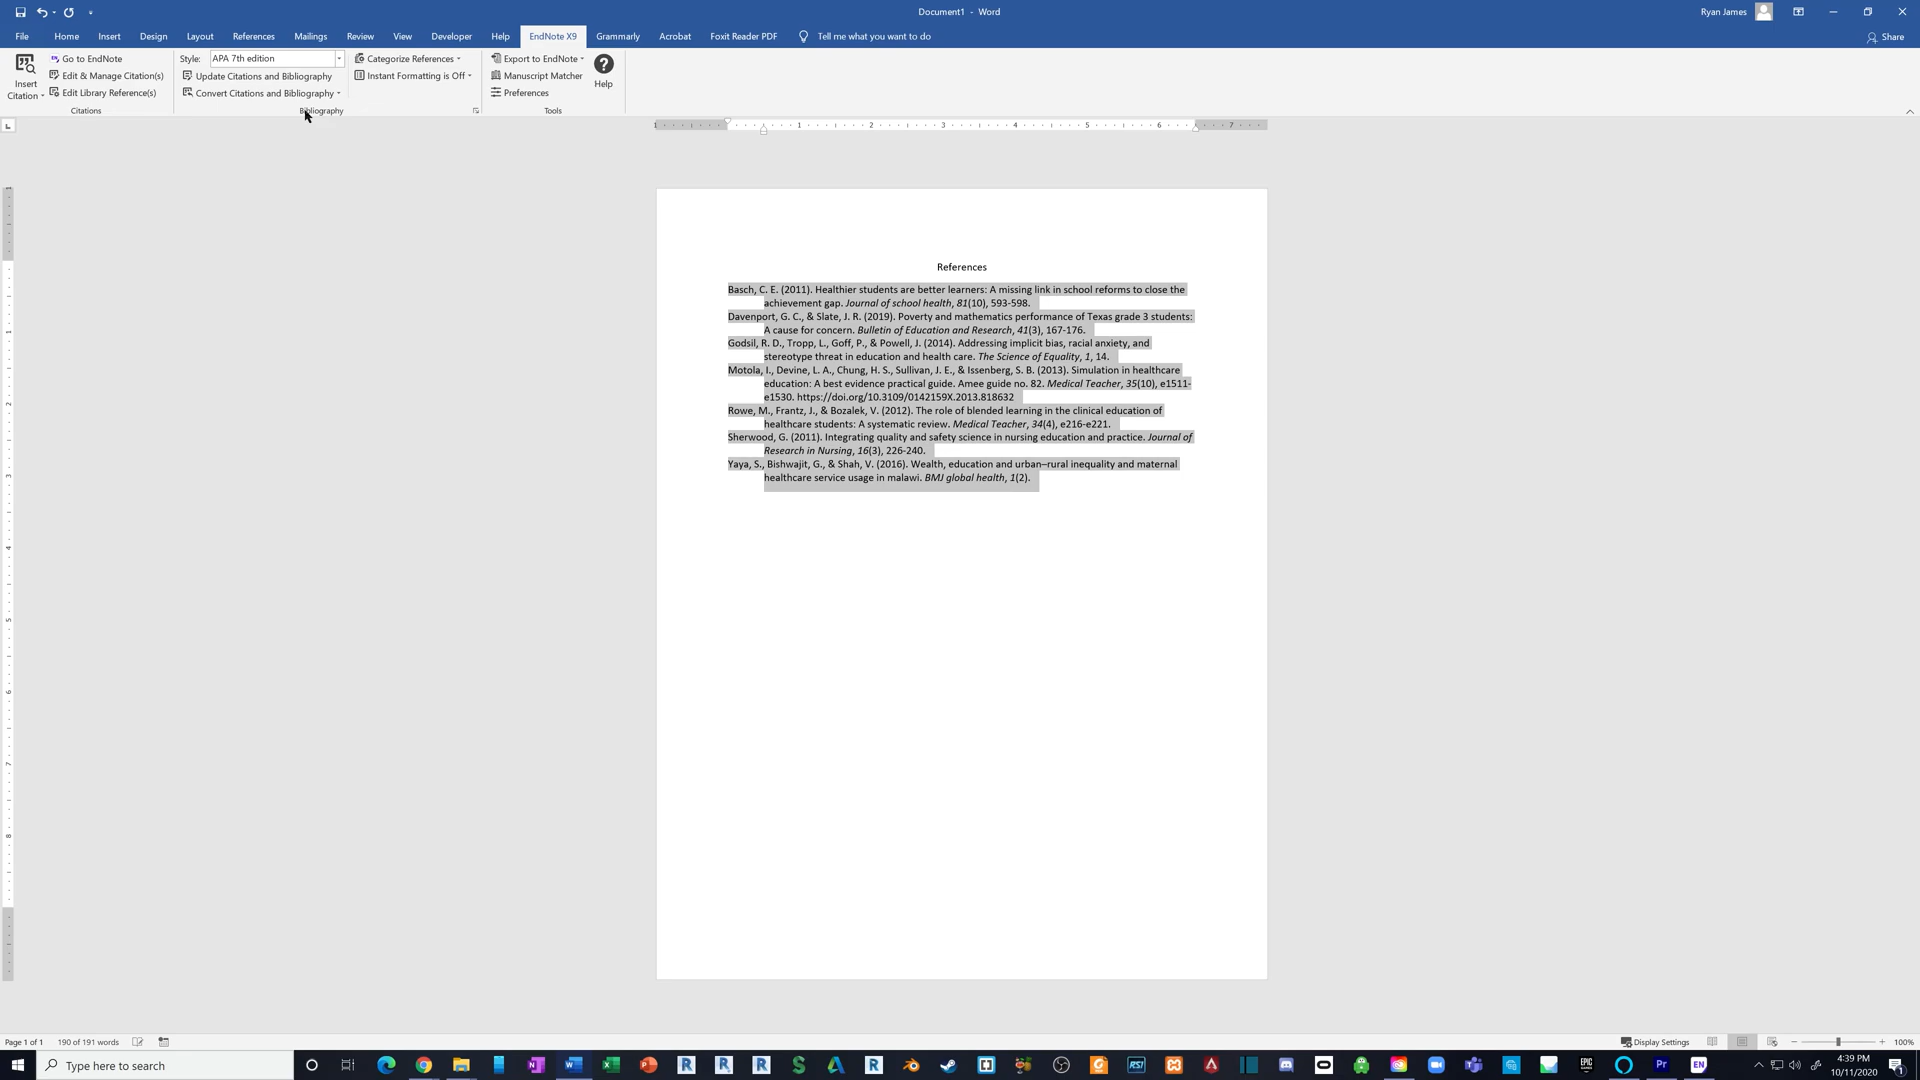 Document1 - Word
Ryan James
File Home Insert Design Layout References Mailings Review View Developer Help EndNote X9 Grammarly Acrobat Foxit Reader PDF Tell me what you want to do Share
Insert Citation
Go to EndNote
Edit & Manage Citation(s)
Edit Library Reference(s)
Citations
Style: APA 7th edition
Update Citations and Bibliography
Convert Citations and Bibliography
Categorize References
Instant Formatting is Off
Bibliography
Export to EndNote
Manuscript Matcher
Preferences
Help
Tools
1 1 2 3 4 5 6 7
References
Basch, C. E. (2011). Healthier students are better learners: A missing link in school reforms to close the
achievement gap. Journal of school health, 81(10), 593-598.
Davenport, G. C., & Slate, J. R. (2019). Poverty and mathematics performance of Texas grade 3 students:
A cause for concern. Bulletin of Education and Research, 41(3), 167-176.
Godsil, R. D., Tropp, L., Goff, P., & Powell, J. (2014). Addressing implicit bias, racial anxiety, and
stereotype threat in education and health care. The Science of Equality, 1, 14.
Motola, I., Devine, L. A., Chung, H. S., Sullivan, J. E., & Issenberg, S. B. (2013). Simulation in healthcare
education: A best evidence practical guide. Amee guide no. 82. Medical Teacher, 35(10), e1511-
e1530. https://doi.org/10.3109/0142159X.2013.818632
Rowe, M., Frantz, J., & Bozalek, V. (2012). The role of blended learning in the clinical education of
healthcare students: A systematic review. Medical Teacher, 34(4), e216-e221.
Sherwood, G. (2011). Integrating quality and safety science in nursing education and practice. Journal of
Research in Nursing, 16(3), 226-240.
Yaya, S., Bishwajit, G., & Shah, V. (2016). Wealth, education and urban–rural inequality and maternal
healthcare service usage in malawi. BMJ global health, 1(2).
Page 1 of 1 190 of 191 words
Display Settings
100%
Type here to search
4:39 PM
10/11/2020